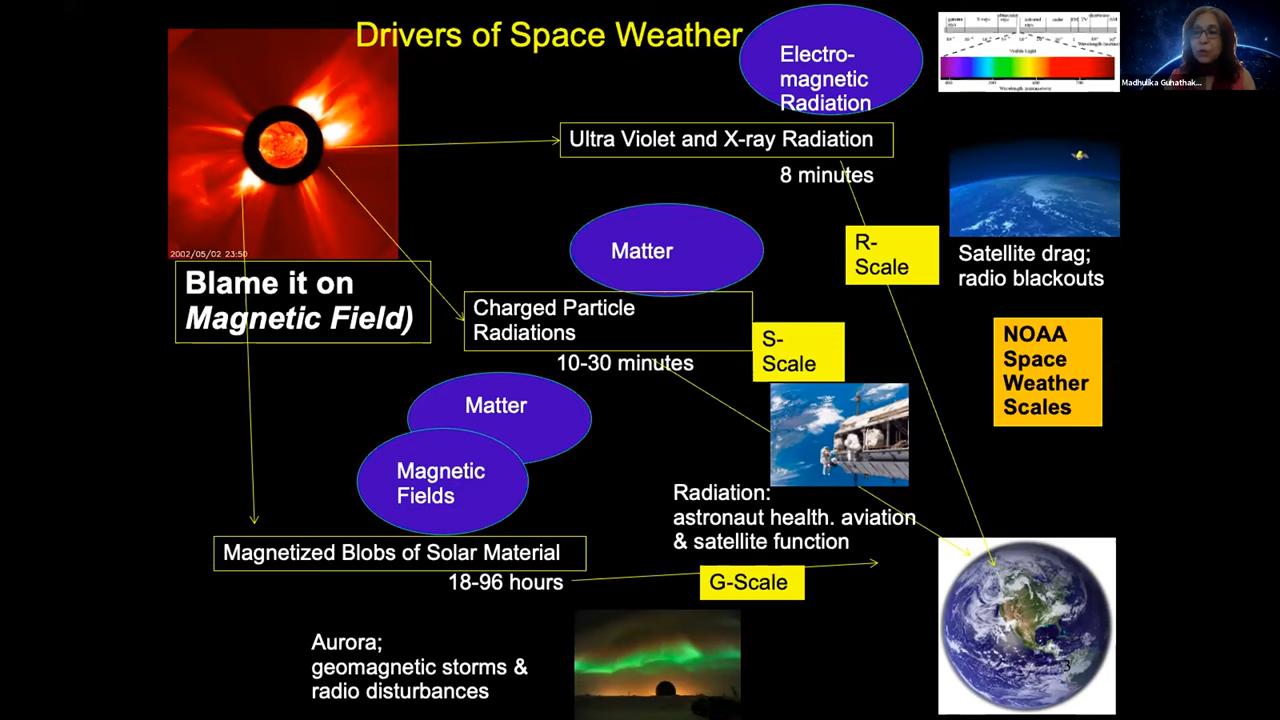 Drivers of Space Weather
Electro-
magnetic
Radiation
Visible Light
Madhulika Guhathak...
Ultra Violet and X-ray Radiation
8 minutes
2002/05/02 23:50
Blame it on
Magnetic Field)
Matter
R-
Scale
Satellite drag;
radio blackouts
Charged Particle
Radiations
10-30 minutes
S-
Scale
NOAA
Space
Weather
Scales
Matter
Magnetic
Fields
Radiation:
astronaut health. aviation
& satellite function
Magnetized Blobs of Solar Material
18-96 hours
G-Scale
Aurora;
geomagnetic storms &
radio disturbances
3